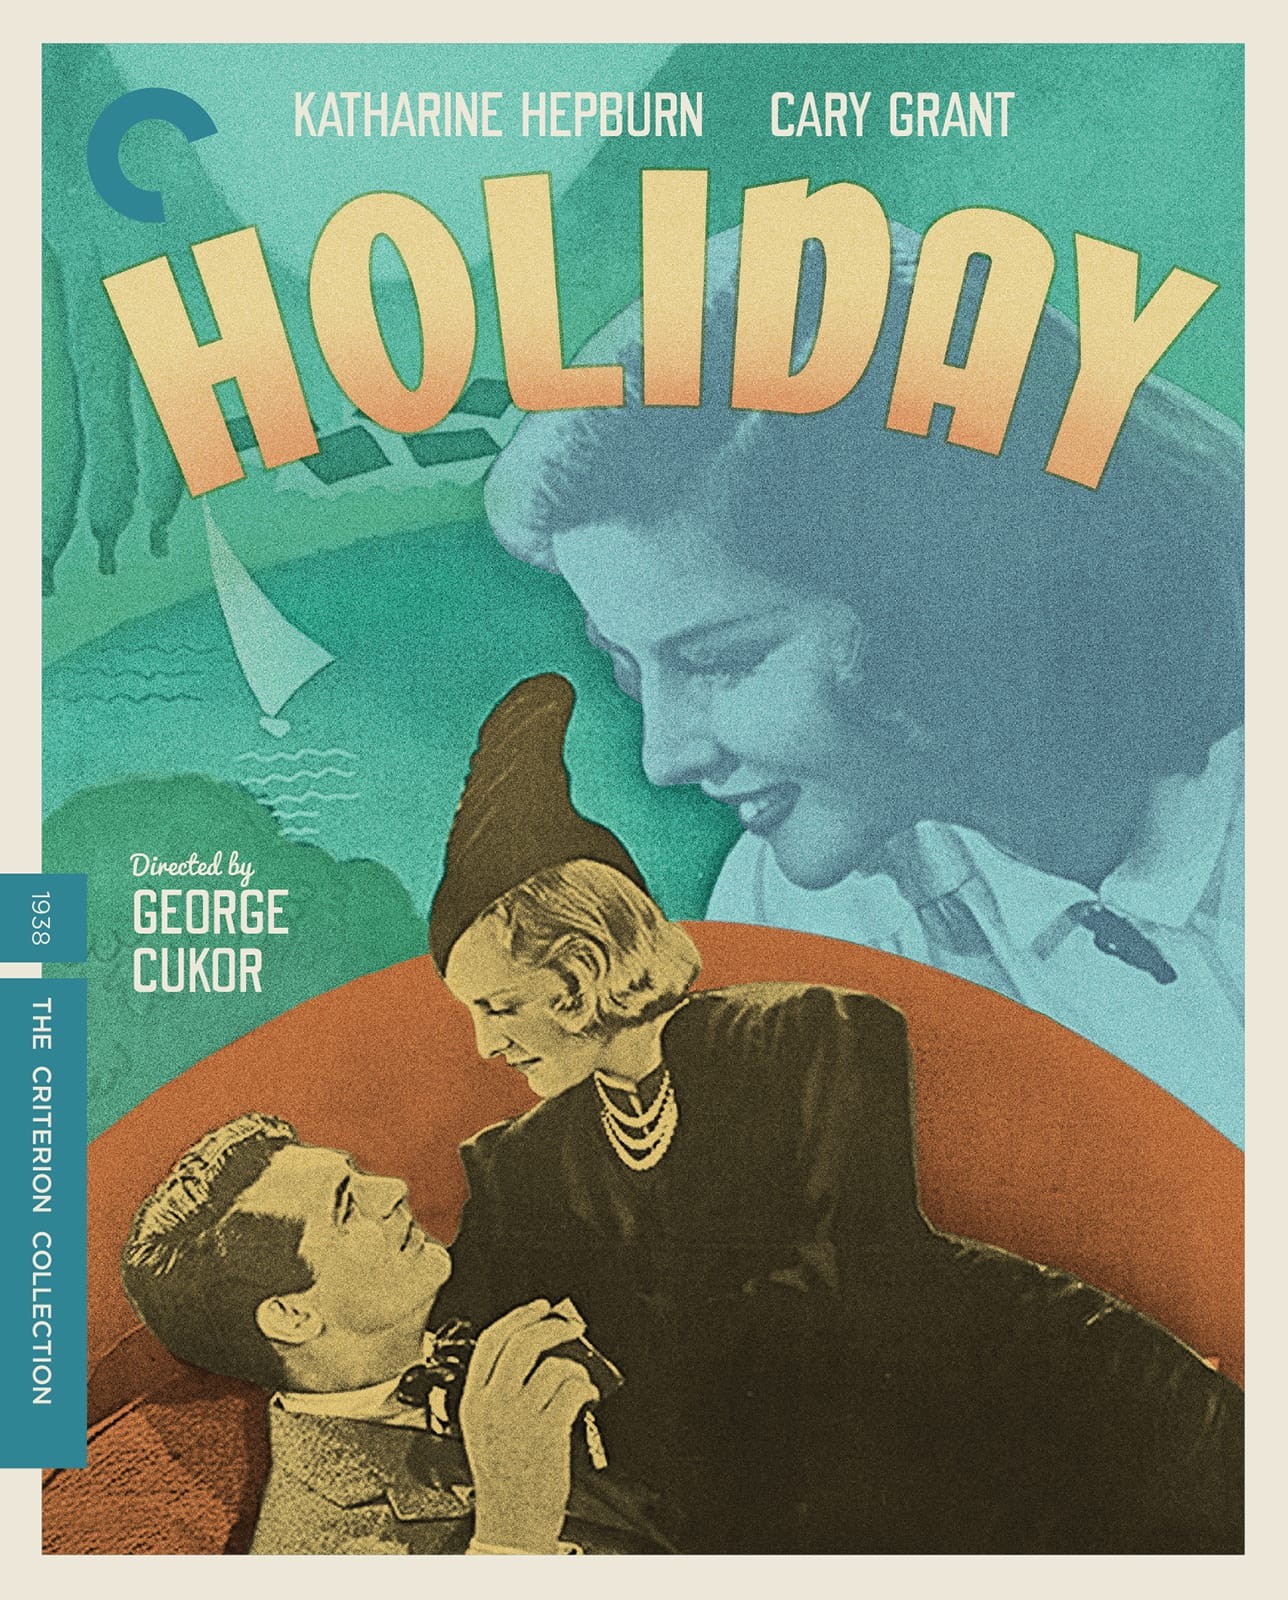 KATHARINE HEPBURN CARY GRANT
HOLIDAY
Directed by
GEORGE
CUKOR
1938
THE CRITERION COLLECTION